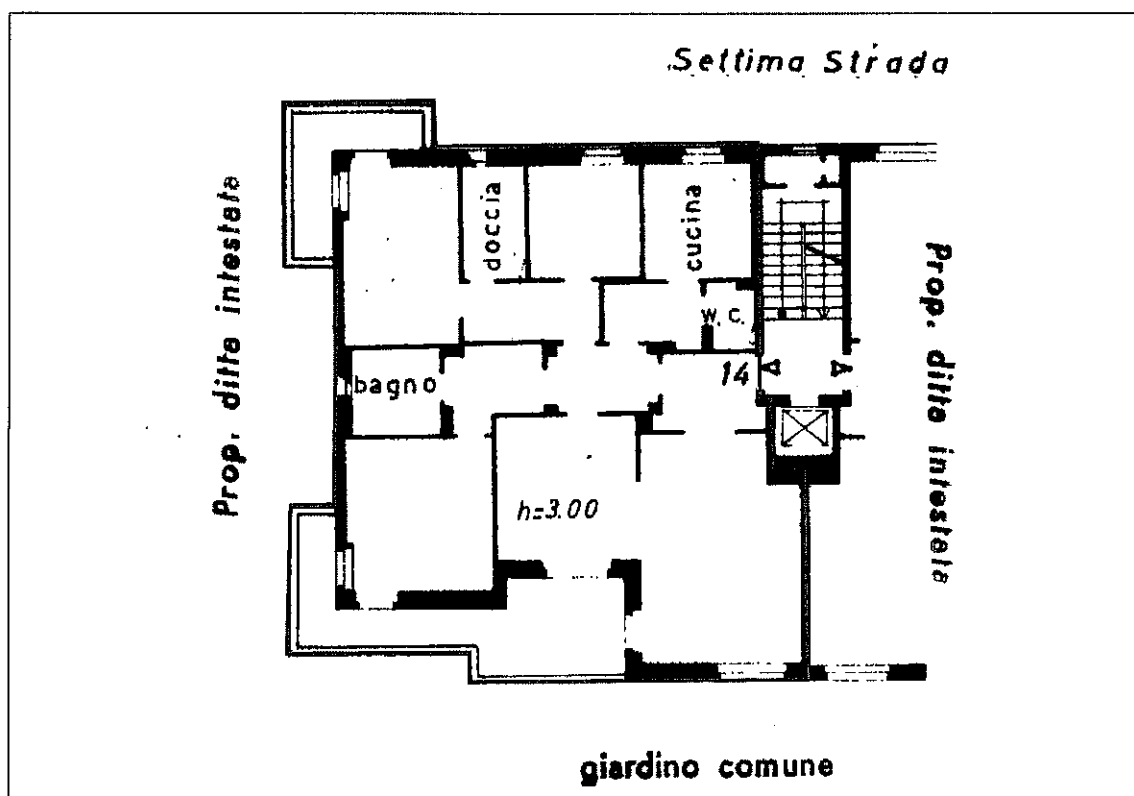 Settima Strada
Prop. ditta intestata
doccia
cucina
w.c.
bagno
14
h=3.00
Prop. ditta intestata
giardino comune